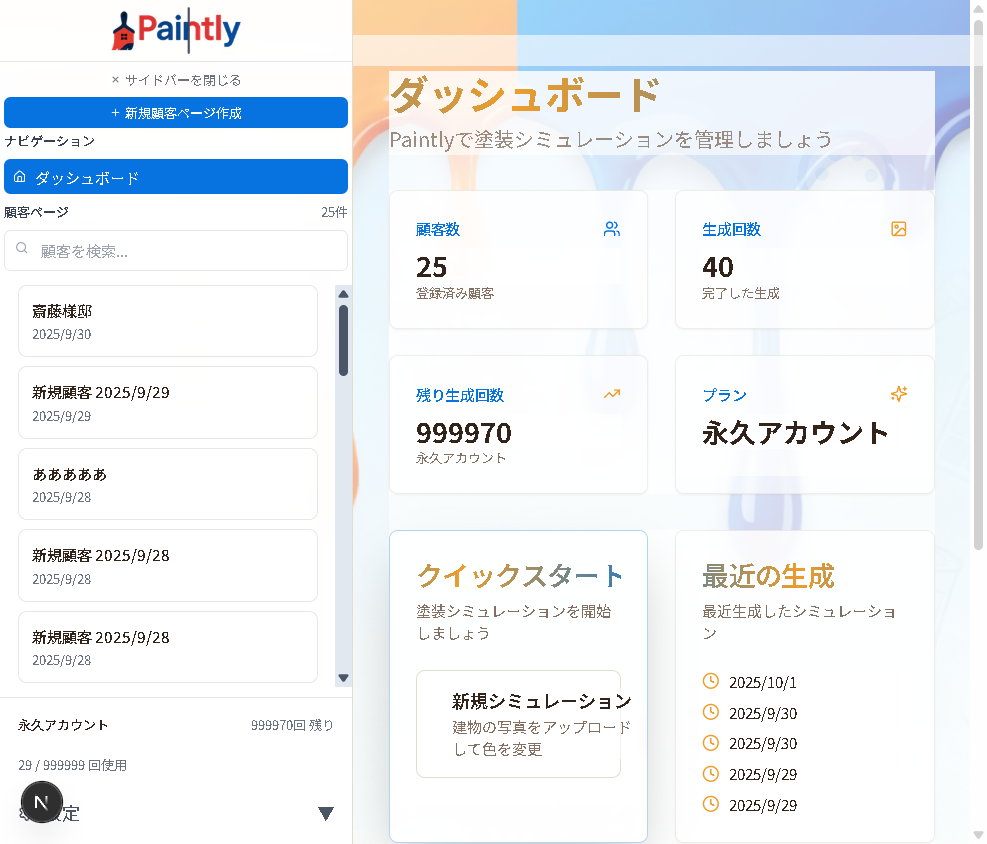 Paintly
× サイドバーを閉じる
+ 新規顧客ページ作成
ナビゲーション
ダッシュボード
顧客ページ 25件
顧客を検索...
斎藤様邸
2025/9/30
新規顧客 2025/9/29
2025/9/29
あああああ
2025/9/28
新規顧客 2025/9/28
2025/9/28
新規顧客 2025/9/28
2025/9/28
永久アカウント 999970回 残り
29 / 999999 回使用
N
定
ダッシュボード
Paintlyで塗装シミュレーションを管理しましょう
顧客数
25
登録済み顧客
生成回数
40
完了した生成
残り生成回数
999970
永久アカウント
プラン
永久アカウント
クイックスタート
塗装シミュレーションを開始
しましょう
新規シミュレーション
建物の写真をアップロード
して色を変更
最近の生成
最近生成したシミュレーショ
ン
2025/10/1
2025/9/30
2025/9/30
2025/9/29
2025/9/29